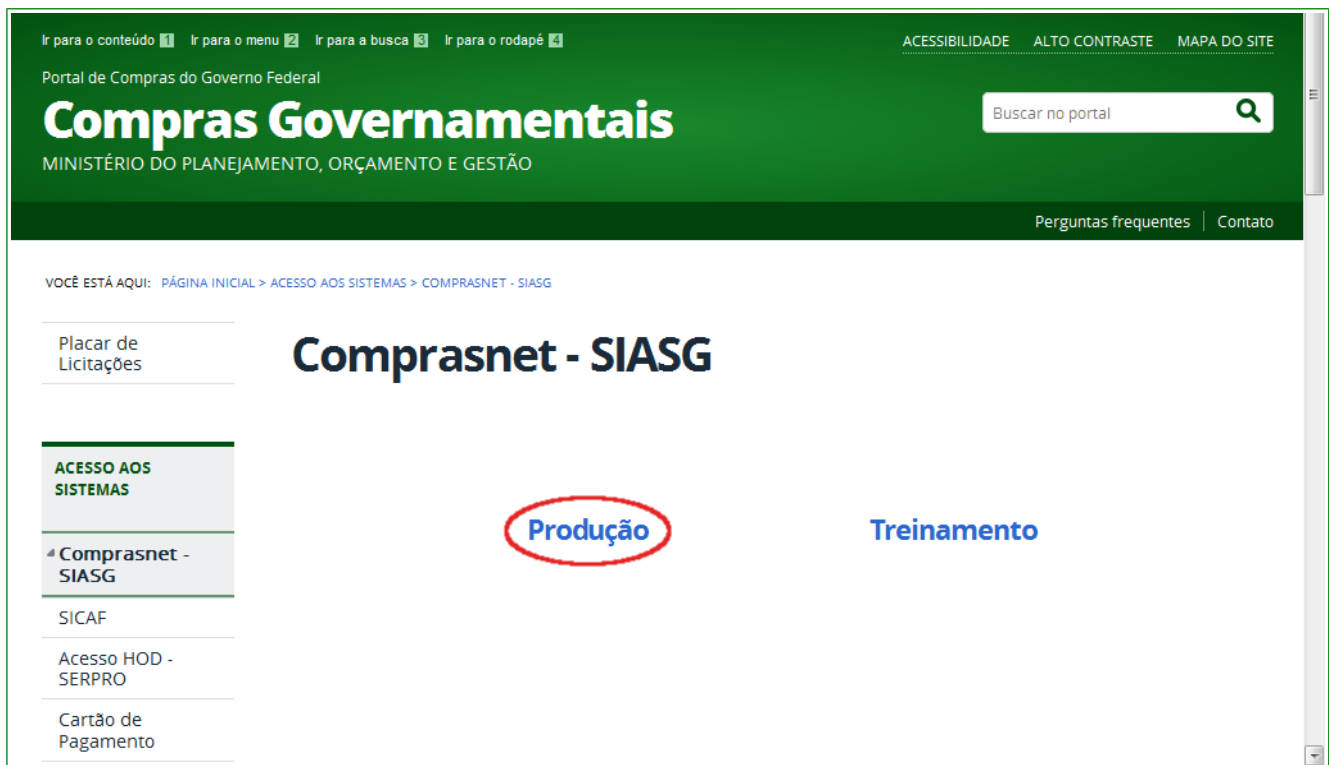 Ir para o conteúdo 1 Ir para o menu 2 Ir para a busca 3 Ir para o rodapé 4
ACESSIBILIDADE ALTO CONTRASTE MAPA DO SITE
Portal de Compras do Governo Federal
Compras Governamentais
Buscar no portal
MINISTÉRIO DO PLANEJAMENTO, ORÇAMENTO E GESTÃO
Perguntas frequentes Contato
VOCÊ ESTÁ AQUI: PÁGINA INICIAL > ACESSO AOS SISTEMAS > COMPRASNET - SIASG
Placar de
Licitações
Comprasnet - SIASG
ACESSO AOS
SISTEMAS
Produção Treinamento
Comprasnet -
SIASG
SICAF
Acesso HOD -
SERPRO
Cartão de
Pagamento